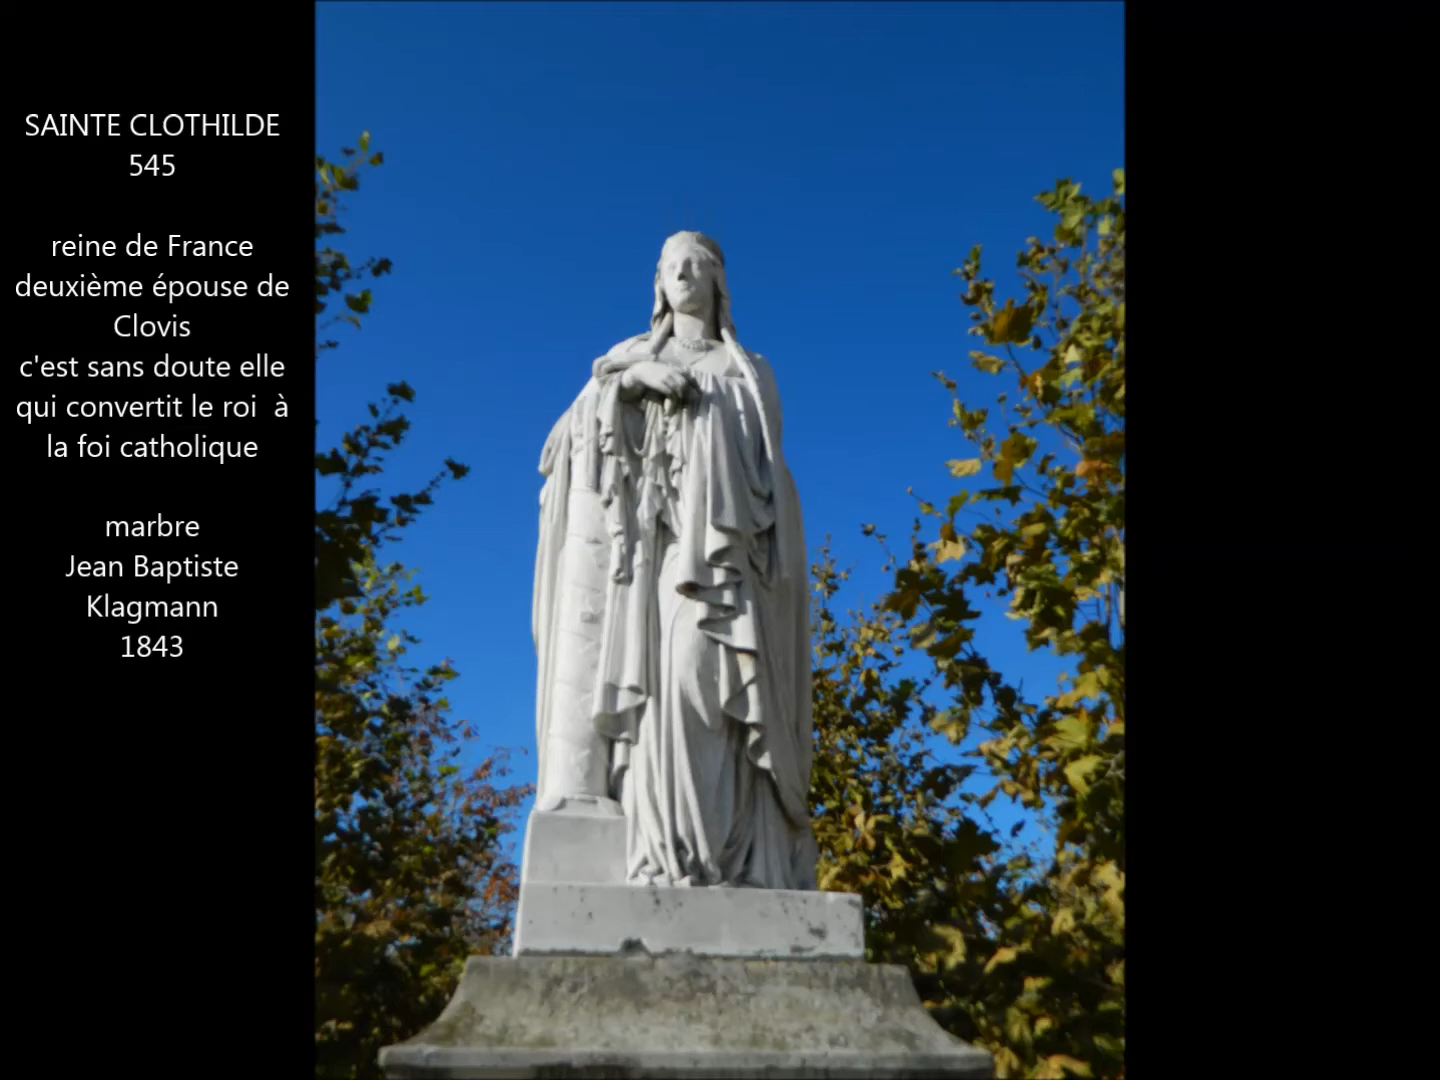 SAINTE CLOTHILDE
545
reine de France
deuxième épouse de
Clovis
c'est sans doute elle
qui convertit le roi  à
la foi catholique
marbre
Jean Baptiste
Klagmann
1843